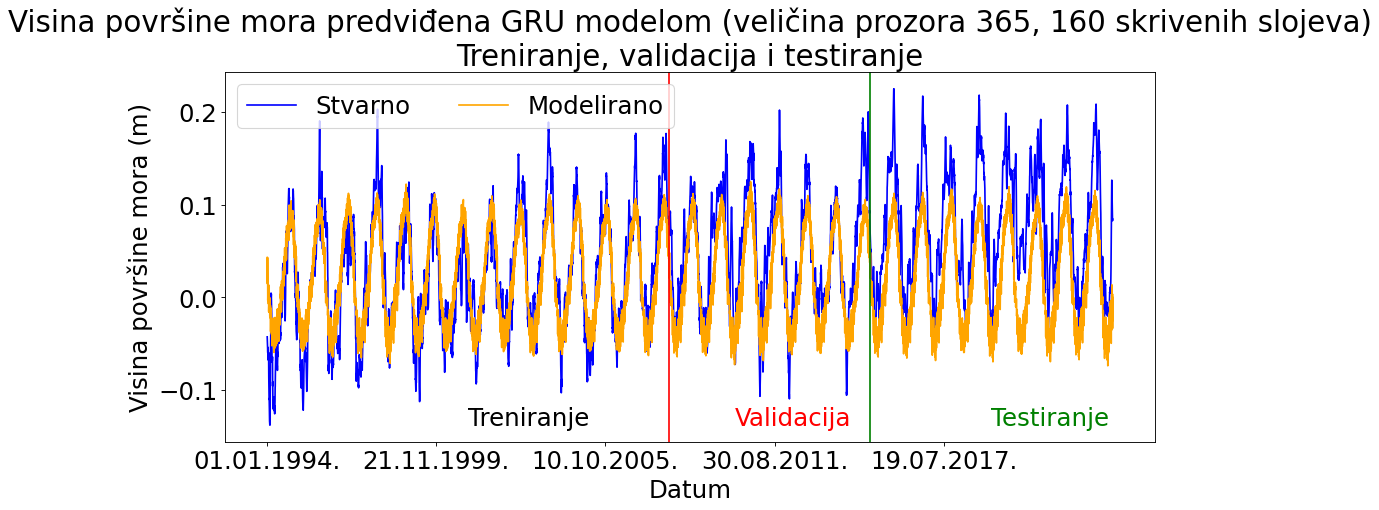 Visina površine mora predviđena GRU modelom (veličina prozora 365, 160 skrivenih slojeva)
Treniranje, validacija i testiranje
Stvarno
Modelirano
Visina površine mora (m)
0.2
0.1
0.0
−0.1
Treniranje
Validacija
Testiranje
01.01.1994.
21.11.1999.
10.10.2005.
30.08.2011.
19.07.2017.
Datum